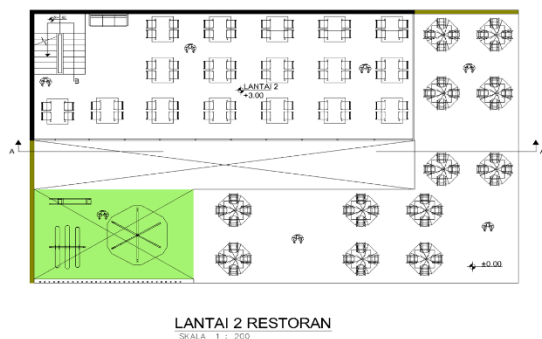 B
LANTAI 2
+3.00
A
A
±0.00
LANTAI 2 RESTORAN
SKALA 1 : 200